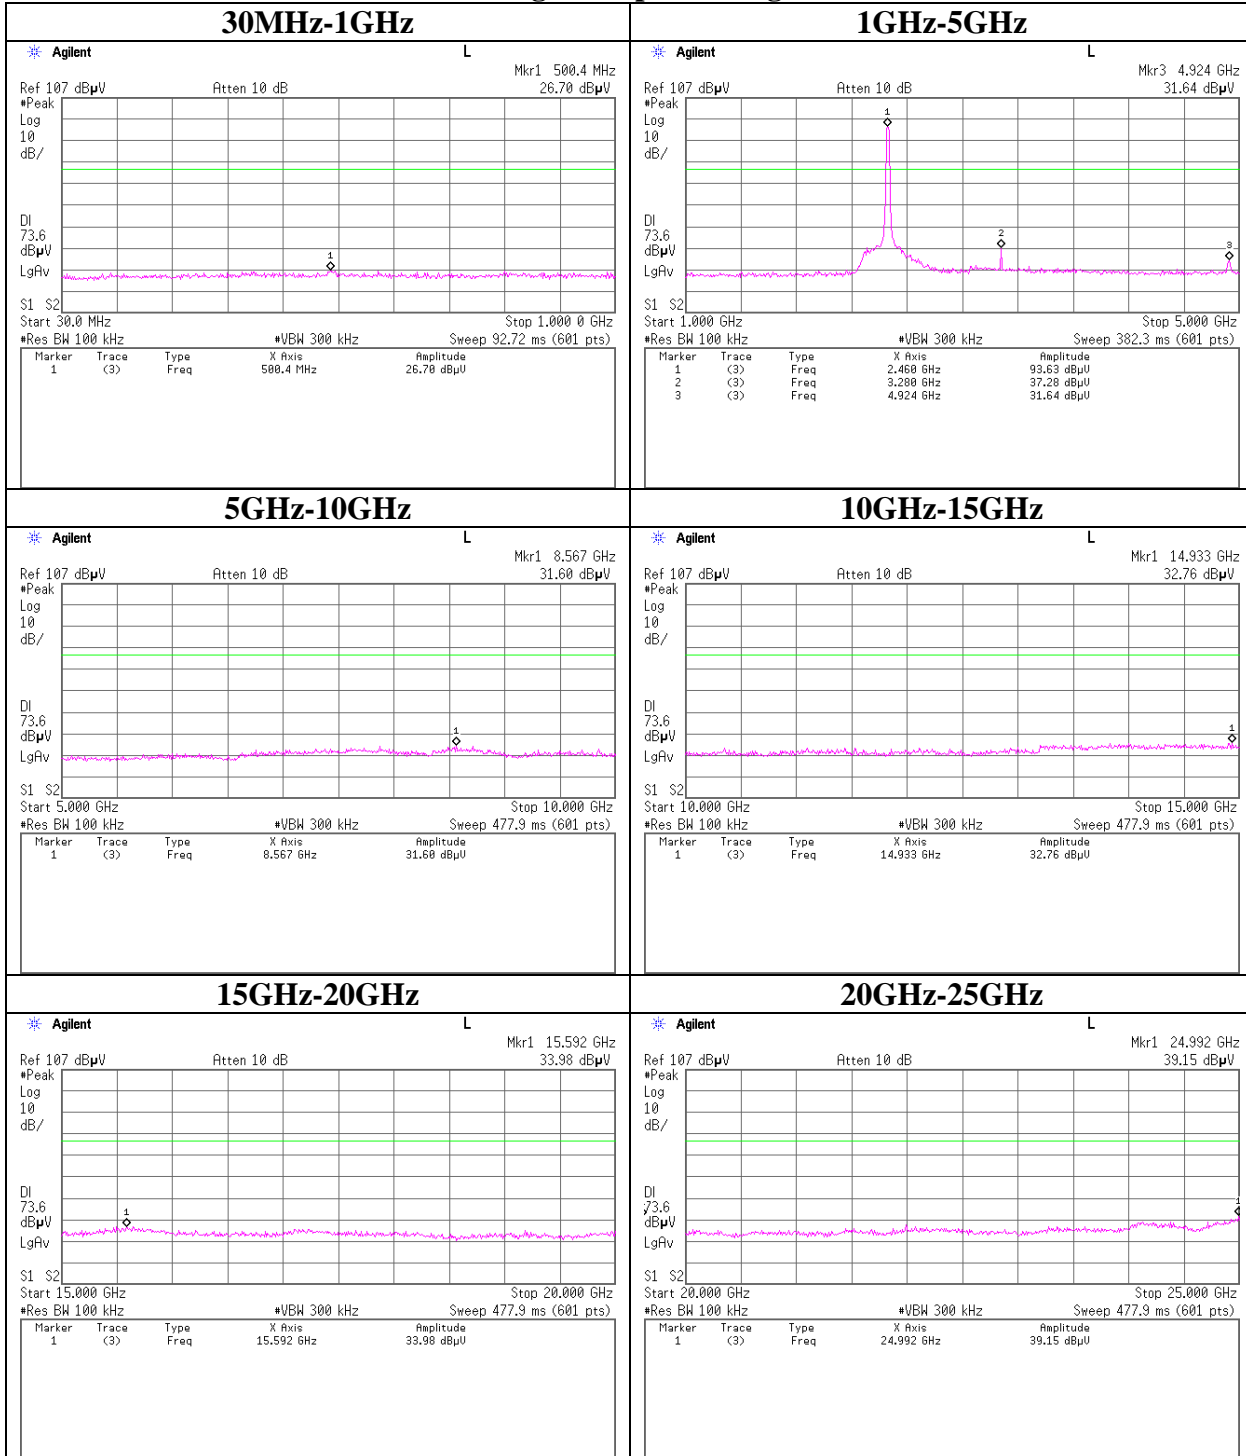 30MHz-1GHz
Agilent L
Mkr1 500.4 MHz
Ref 107 dBµV Atten 10 dB 26.70 dBµV
#Peak
Log
10
dB/
1
DI
73.6
dBµV
LgAv
S1 S2
Start 30.0 MHz Stop 1.000 0 GHz
#Res BW 100 kHz #VBW 300 kHz Sweep 92.72 ms (601 pts)
Marker Trace Type X Axis Amplitude
1 (3) Freq 500.4 MHz 26.70 dBµV
1GHz-5GHz
Agilent L
Mkr3 4.924 GHz
Ref 107 dBµV Atten 10 dB 31.64 dBµV
#Peak
Log
10
dB/
1
2
3
DI
73.6
dBµV
LgAv
S1 S2
Start 1.000 GHz Stop 5.000 GHz
#Res BW 100 kHz #VBW 300 kHz Sweep 382.3 ms (601 pts)
Marker Trace Type X Axis Amplitude
1 (3) Freq 2.460 GHz 93.63 dBµV
2 (3) Freq 3.280 GHz 37.28 dBµV
3 (3) Freq 4.924 GHz 31.64 dBµV
5GHz-10GHz
Agilent L
Mkr1 8.567 GHz
Ref 107 dBµV Atten 10 dB 31.60 dBµV
#Peak
Log
10
dB/
1
DI
73.6
dBµV
LgAv
S1 S2
Start 5.000 GHz Stop 10.000 GHz
#Res BW 100 kHz #VBW 300 kHz Sweep 477.9 ms (601 pts)
Marker Trace Type X Axis Amplitude
1 (3) Freq 8.567 GHz 31.60 dBµV
10GHz-15GHz
Agilent L
Mkr1 14.933 GHz
Ref 107 dBµV Atten 10 dB 32.76 dBµV
#Peak
Log
10
dB/
1
DI
73.6
dBµV
LgAv
S1 S2
Start 10.000 GHz Stop 15.000 GHz
#Res BW 100 kHz #VBW 300 kHz Sweep 477.9 ms (601 pts)
Marker Trace Type X Axis Amplitude
1 (3) Freq 14.933 GHz 32.76 dBµV
15GHz-20GHz
Agilent L
Mkr1 15.592 GHz
Ref 107 dBµV Atten 10 dB 33.98 dBµV
#Peak
Log
10
dB/
1
DI
73.6
dBµV
LgAv
S1 S2
Start 15.000 GHz Stop 20.000 GHz
#Res BW 100 kHz #VBW 300 kHz Sweep 477.9 ms (601 pts)
Marker Trace Type X Axis Amplitude
1 (3) Freq 15.592 GHz 33.98 dBµV
20GHz-25GHz
Agilent L
Mkr1 24.992 GHz
Ref 107 dBµV Atten 10 dB 39.15 dBµV
#Peak
Log
10
dB/
1
DI
73.6
dBµV
LgAv
S1 S2
Start 20.000 GHz Stop 25.000 GHz
#Res BW 100 kHz #VBW 300 kHz Sweep 477.9 ms (601 pts)
Marker Trace Type X Axis Amplitude
1 (3) Freq 24.992 GHz 39.15 dBµV